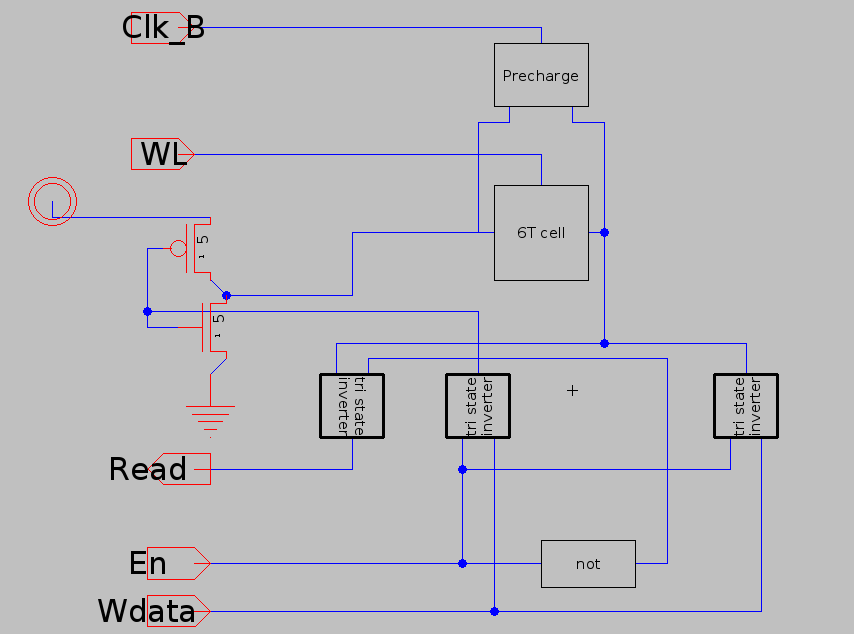 Clk_B
Precharge
WL
6T cell
5
1
5
1
tri state
inverter
tri state
inverter
tri state
inverter
Read
En
not
Wdata